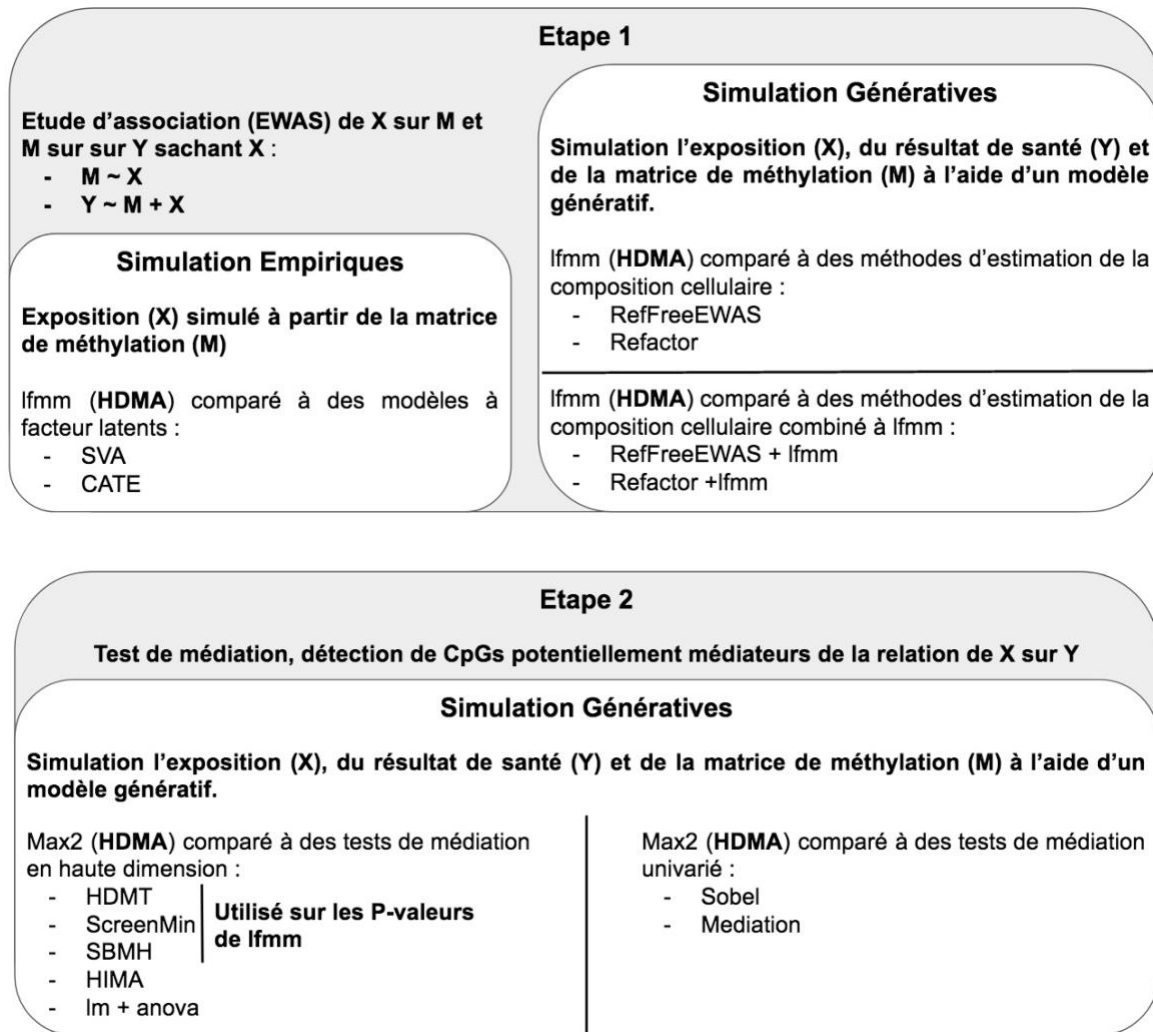 Etape 1
Etude d'association (EWAS) de X sur M et
M sur sur Y sachant X :
- M ~ X
- Y ~ M + X
Simulation Empiriques
Exposition (X) simulé à partir de la matrice
de méthylation (M)
lfmm (HDMA) comparé à des modèles à
facteur latents :
- SVA
- CATE
Simulation Génératives
Simulation l'exposition (X), du résultat de santé (Y) et
de la matrice de méthylation (M) à l'aide d'un modèle
génératif.
lfmm (HDMA) comparé à des méthodes d'estimation de la
composition cellulaire :
- RefFreeEWAS
- Refactor
lfmm (HDMA) comparé à des méthodes d'estimation de la
composition cellulaire combiné à lfmm :
- RefFreeEWAS + lfmm
- Refactor +lfmm
Etape 2
Test de médiation, détection de CpGs potentiellement médiateurs de la relation de X sur Y
Simulation Génératives
Simulation l'exposition (X), du résultat de santé (Y) et de la matrice de méthylation (M) à l'aide d'un
modèle génératif.
Max2 (HDMA) comparé à des tests de médiation
en haute dimension :
- HDMT
- ScreenMin
- SBMH
- HIMA
- lm + anova
Utilisé sur les P-valeurs
de lfmm
Max2 (HDMA) comparé à des tests de médiation
univarié :
- Sobel
- Mediation